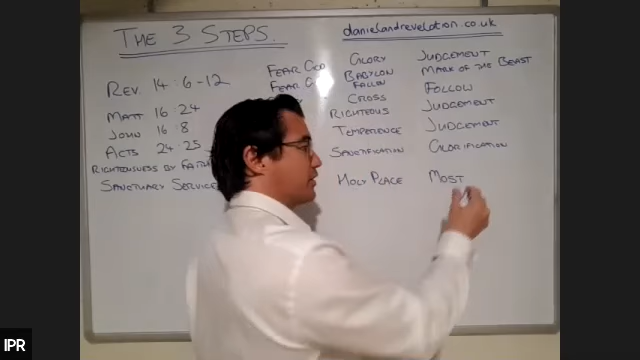 THE 3 STEPS.
danielandrevelation.co.uk
REV. 14:6-12 FEAR GOD GLORY JUDGEMENT
FEAR G BABYLON FALLEN MARK OF THE BEAST
MATT 16:24 CROSS FOLLOW
JOHN 16:8 RIGHTEOUS JUDGEMENT
ACTS 24 25 TEMPERENCE JUDGEMENT
RIGHTEOUSNESS BY FAITH SANCTIFICATION GLORIFICATION
SANCTUARY SERVICE HOLY PLACE MOST
IPR